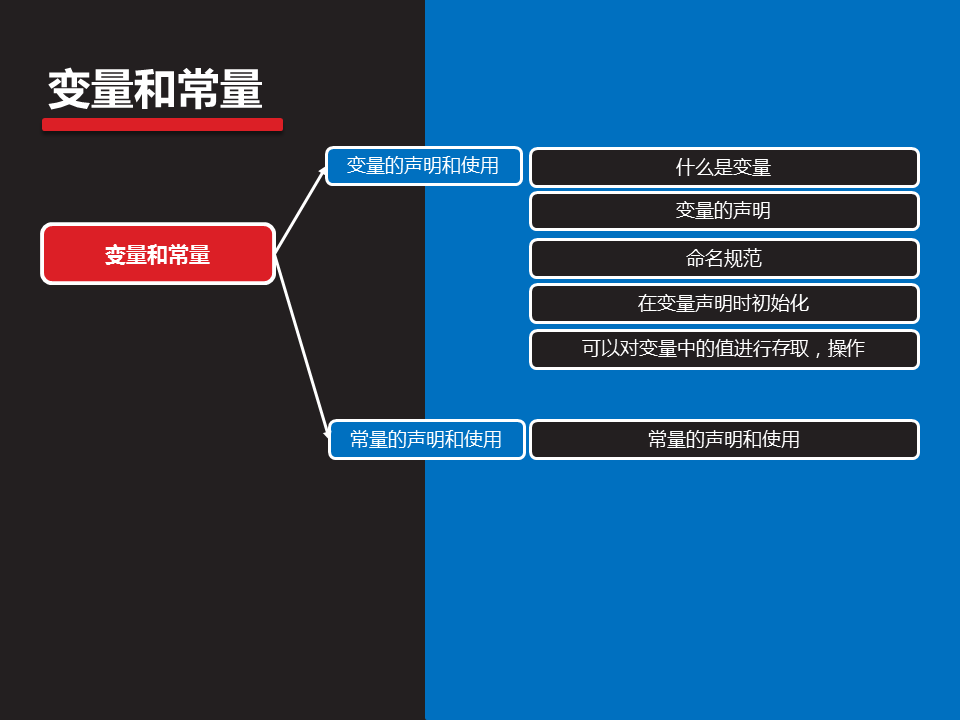 变量和常量
变量和常量
变量的声明和使用
什么是变量
变量的声明
命名规范
在变量声明时初始化
可以对变量中的值进行存取，操作
常量的声明和使用
常量的声明和使用